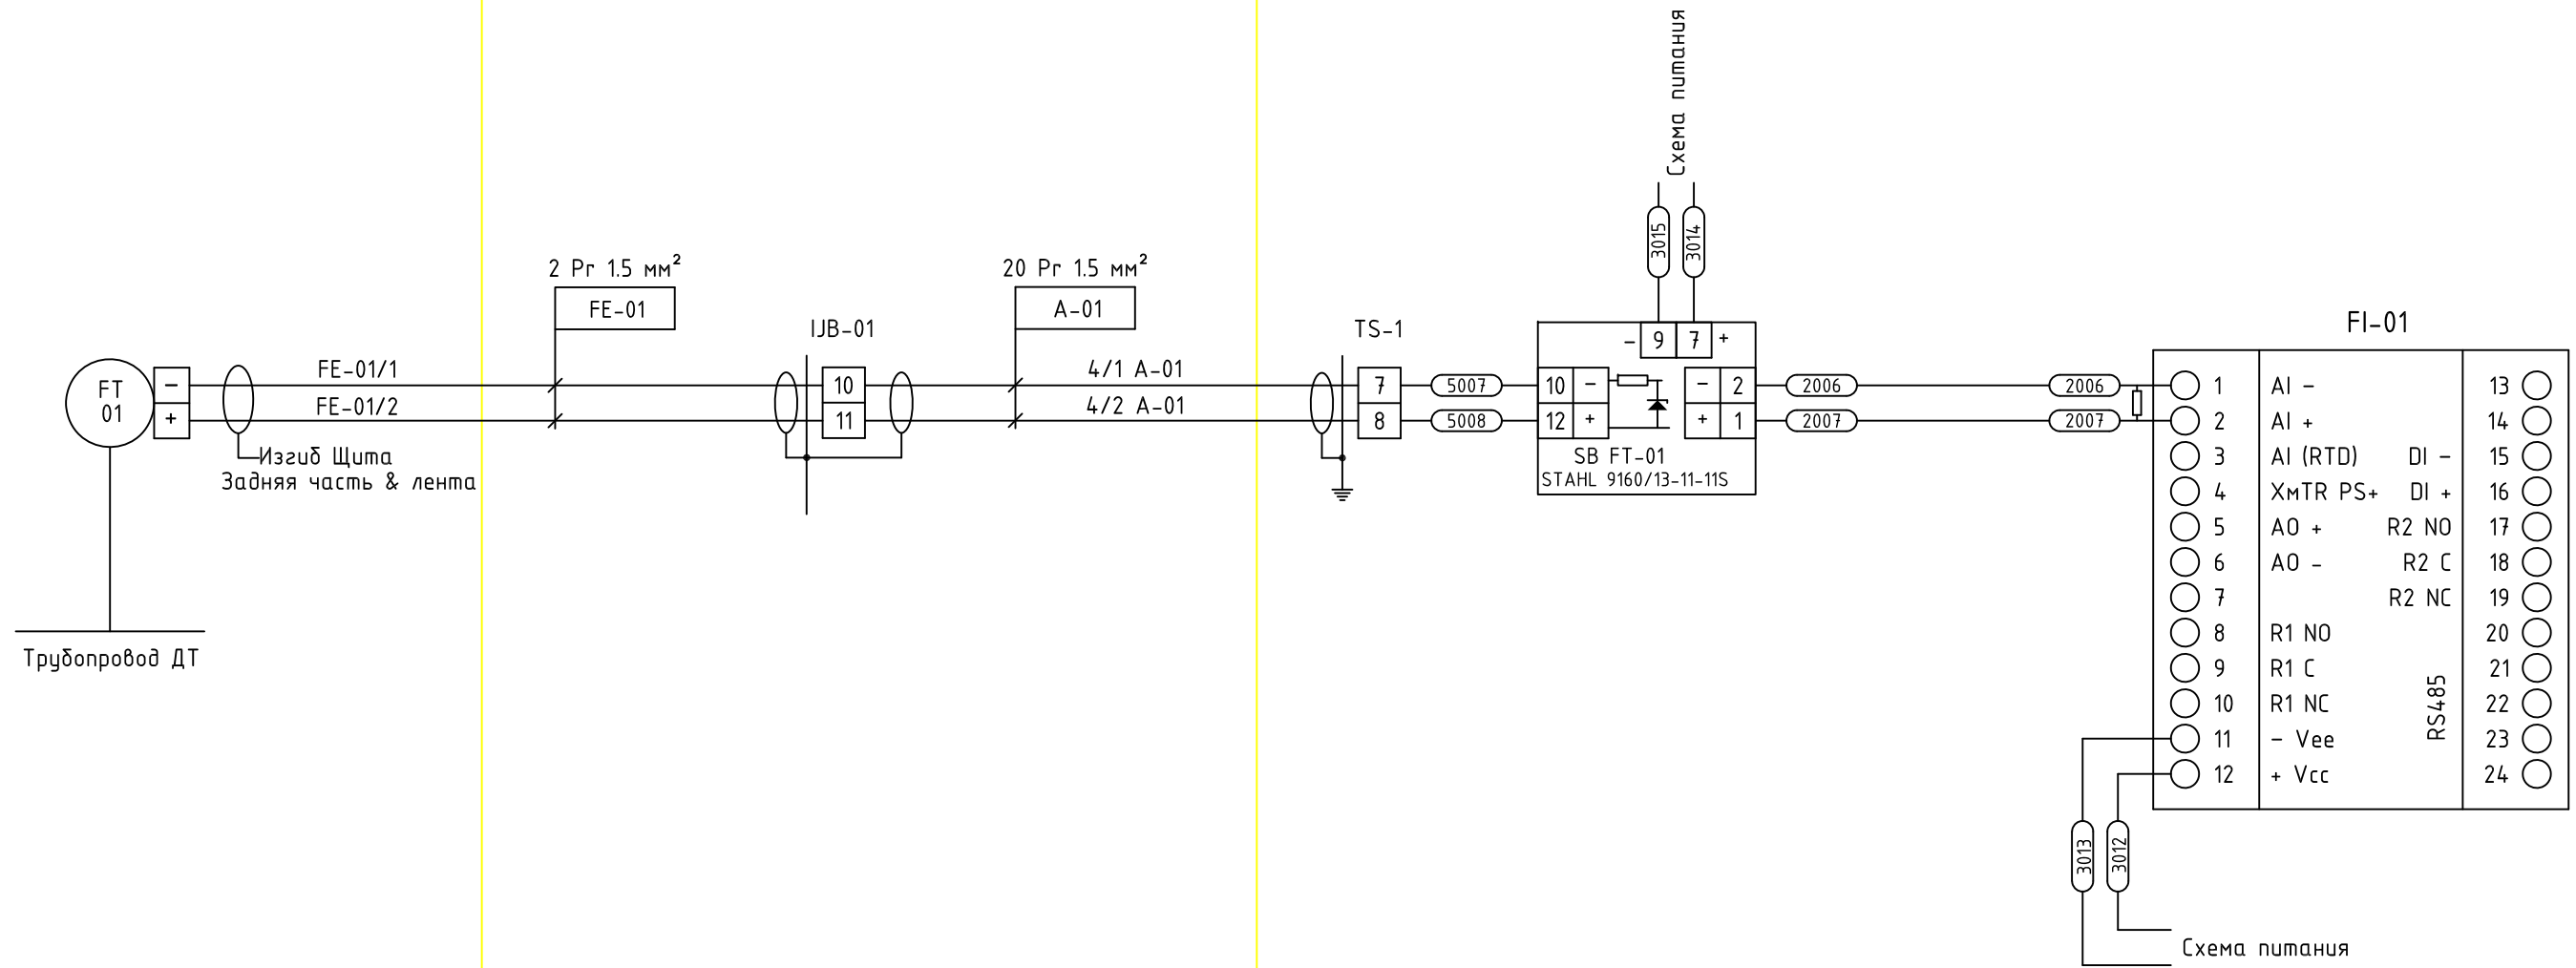 Схема питания
3015
3014
2 Pr 1.5 мм²
FE-01
20 Pr 1.5 мм²
A-01
IJB-01
TS-1
FI-01
FT
01
-
+
FE-01/1
FE-01/2
Изгиб Щита
Задняя часть & лента
Трубопровод ДТ
10
11
4/1 A-01
4/2 A-01
7
8
5007
5008
- 9 7 +
10 -
12 +
- 2
+ 1
SB FT-01
STAHL 9160/13-11-11S
2006
2007
2006
2007
1 AI - 13
2 AI + 14
3 AI (RTD) DI - 15
4 XмTR PS+ DI + 16
5 AO + R2 NO 17
6 AO - R2 C 18
7 R2 NC 19
8 R1 NO 20
9 R1 C 21
10 R1 NC 22
11 - Vee 23
12 + Vcc 24
RS485
3013
3012
Схема питания